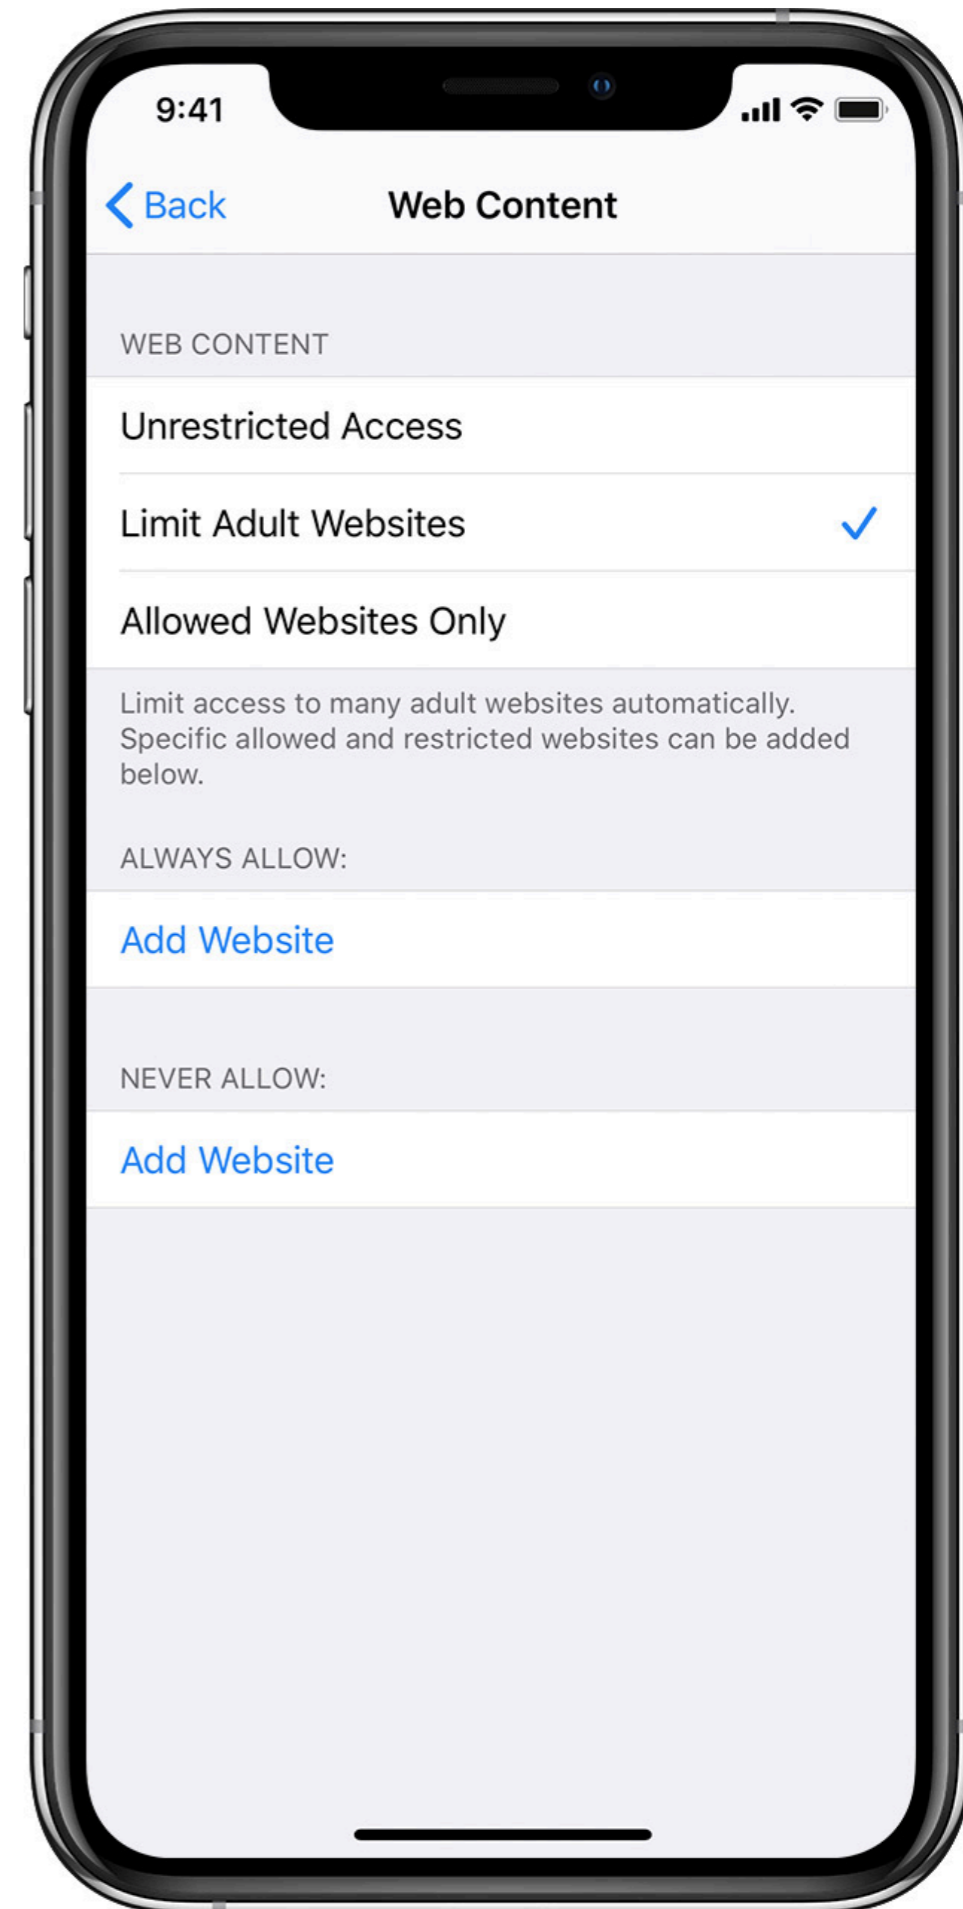 9:41
Back
Web Content
WEB CONTENT
Unrestricted Access
Limit Adult Websites
Allowed Websites Only
Limit access to many adult websites automatically.
Specific allowed and restricted websites can be added
below.
ALWAYS ALLOW:
Add Website
NEVER ALLOW:
Add Website